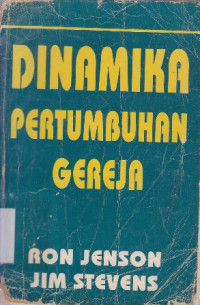 DINAMIKA
PERTUMBUHAN
GEREJA
RON JENSON
JIM STEVENS